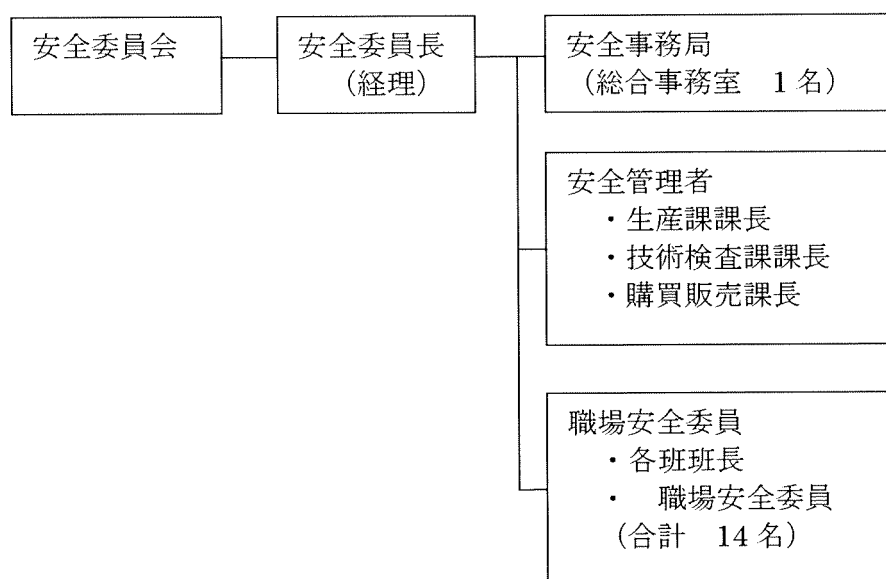 安全委員会
安全委員長
(経理)
安全事務局
(総合事務室 1名)
安全管理者
・生産課課長
・技術検査課課長
・購買販売課長
職場安全委員
・各班班長
・ 職場安全委員
(合計 14名)